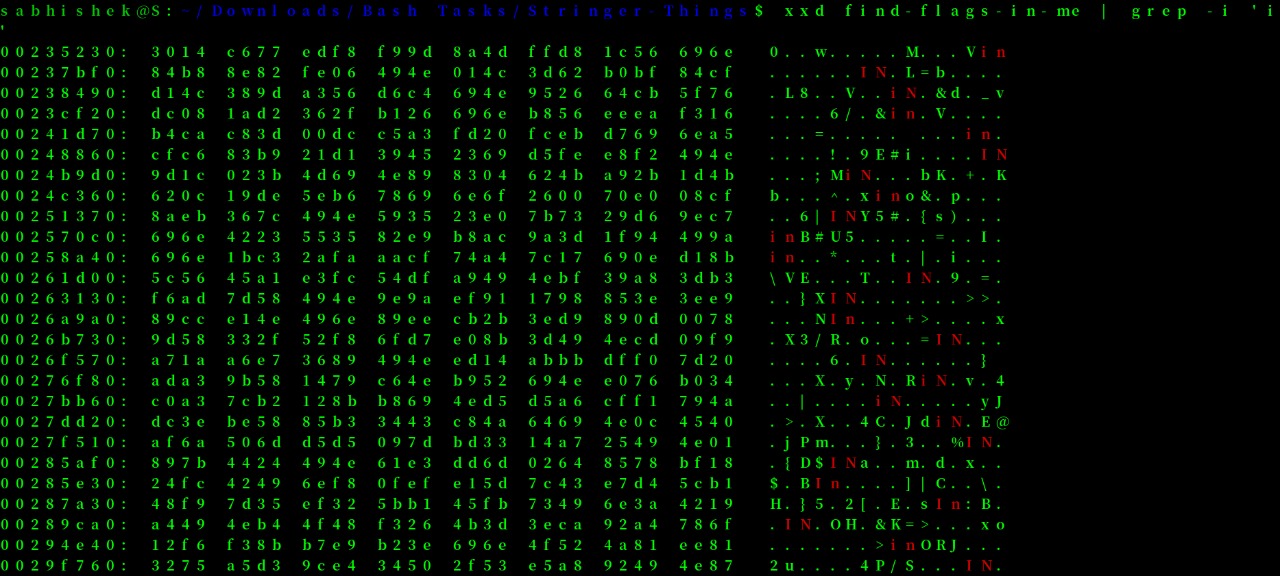 sabhishek@S:~/Downloads/Bash Tasks/Stringer-Things$ xxd find-flags-in-me | grep -i 'i
'
00235230: 3014 c677 edf8 f99d 8a4d ffd8 1c56 696e 0..w.....M...Vin
00237bf0: 84b8 8e82 fe06 494e 014c 3d62 b0bf 84cf ......IN.L=b....
00238490: d14c 389d a356 d6c4 694e 9526 64cb 5f76 .L8..V..iN.&d._v
0023cf20: dc08 1ad2 362f b126 696e b856 eeea f316 ....6/.&in.V....
00241d70: b4ca c83d 00dc c5a3 fd20 fceb d769 6ea5 ...=..... ...in.
00248860: cfc6 83b9 21d1 3945 2369 d5fe e8f2 494e ....!.9E#i....IN
0024b9d0: 9d1c 023b 4d69 4e89 8304 624b a92b 1d4b ...;MiN...bK.+.K
0024c360: 620c 19de 5eb6 7869 6e6f 2600 70e0 08cf b...^.xino&.p...
00251370: 8aeb 367c 494e 5935 23e0 7b73 29d6 9ec7 ..6|INY5#.{s)...
002570c0: 696e 4223 5535 82e9 b8ac 9a3d 1f94 499a inB#U5.....=..I.
00258a40: 696e 1bc3 2afa aacf 74a4 7c17 690e d18b in..*...t.|.i...
00261d00: 5c56 45a1 e3fc 54df a949 4ebf 39a8 3db3 \VE...T..IN.9.=.
00263130: f6ad 7d58 494e 9e9a ef91 1798 853e 3ee9 ..}XIN.......>>.
0026a9a0: 89cc e14e 496e 89ee cb2b 3ed9 890d 0078 ...NIn...+>....x
0026b730: 9d58 332f 52f8 6fd7 e08b 3d49 4ecd 09f9 .X3/R.o...=IN...
0026f570: a71a a6e7 3689 494e ed14 abbb dff0 7d20 ....6.IN......}
00276f80: ada3 9b58 1479 c64e b952 694e e076 b034 ...X.y.N.RiN.v.4
0027bb60: c0a3 7cb2 128b b869 4ed5 d5a6 cff1 794a ..|....iN.....yJ
0027dd20: dc3e be58 85b3 3443 c84a 6469 4e0c 4540 .>.X..4C.JdiN.E@
0027f510: af6a 506d d5d5 097d bd33 14a7 2549 4e01 .jPm...}.3..%IN.
00285af0: 897b 4424 494e 61e3 dd6d 0264 8578 bf18 .{D$INa..m.d.x..
00285e30: 24fc 4249 6ef8 0fef e15d 7c43 e7d4 5cb1 $.BIn....]|C..\.
00287a30: 48f9 7d35 ef32 5bb1 45fb 7349 6e3a 4219 H.}5.2[.E.sIn:B.
00289ca0: a449 4eb4 4f48 f326 4b3d 3eca 92a4 786f .IN.OH.&K=>...xo
00294e40: 12f6 f38b b7e9 b23e 696e 4f52 4a81 ee81 .......>inORJ...
0029f760: 3275 a5d3 9ce4 3450 2f53 e5a8 9249 4e87 2u....4P/S...IN.